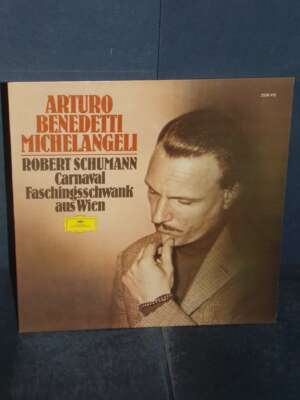 ARTURO
BENEDETTI
MICHELANGELI
ROBERT SCHUMANN
Carnaval
Faschingsschwank
aus Wien